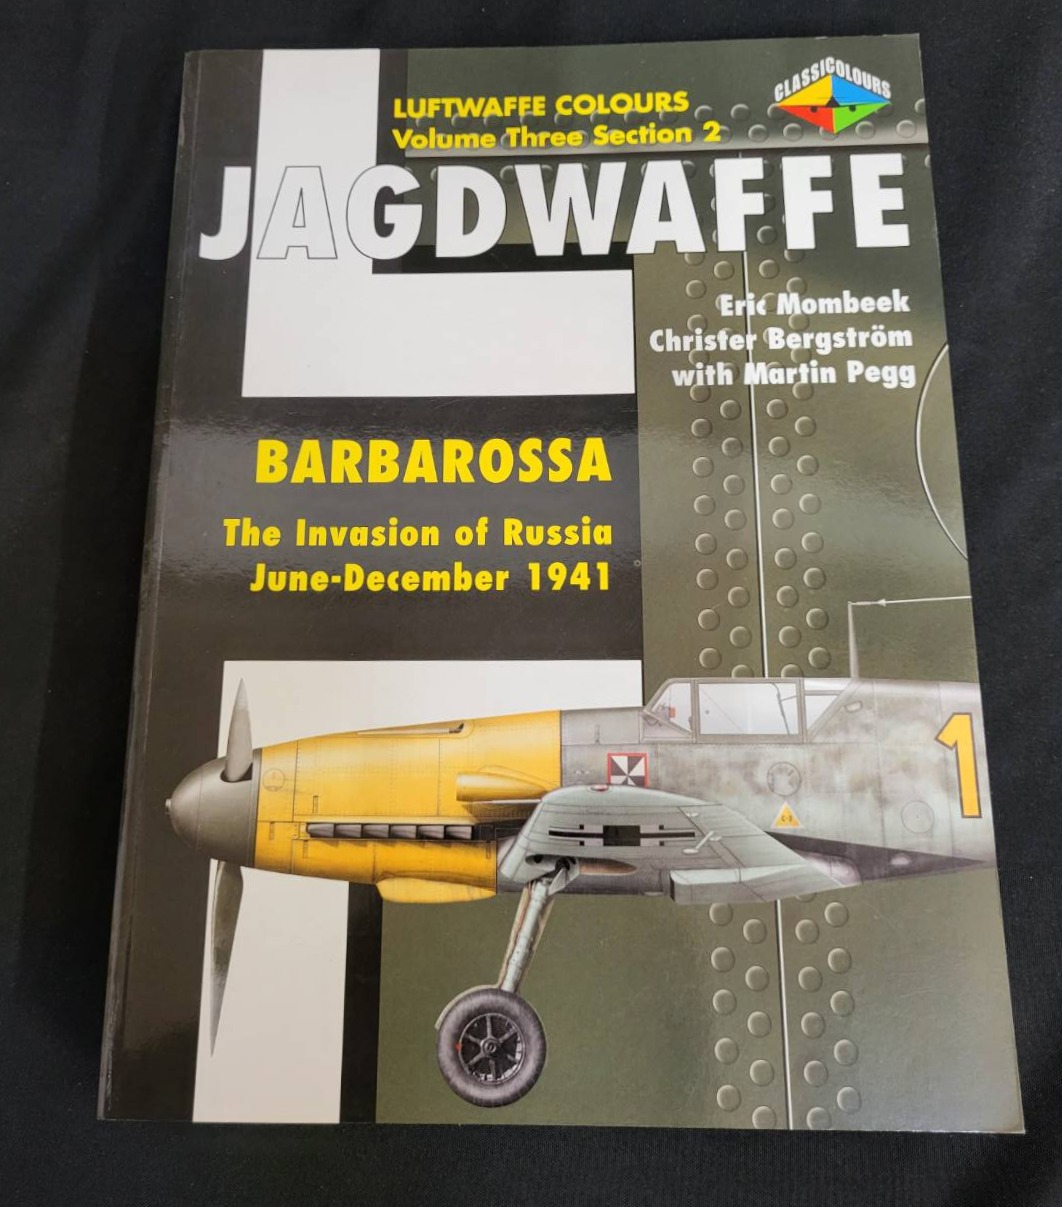 CLASSICOLOURS
LUFTWAFFE COLOURS
Volume Three Section 2
JAGDWAFFE
Eric Mombeek
Christer Bergström
with Martin Pegg
BARBAROSSA
The Invasion of Russia
June-December 1941
1
C-3